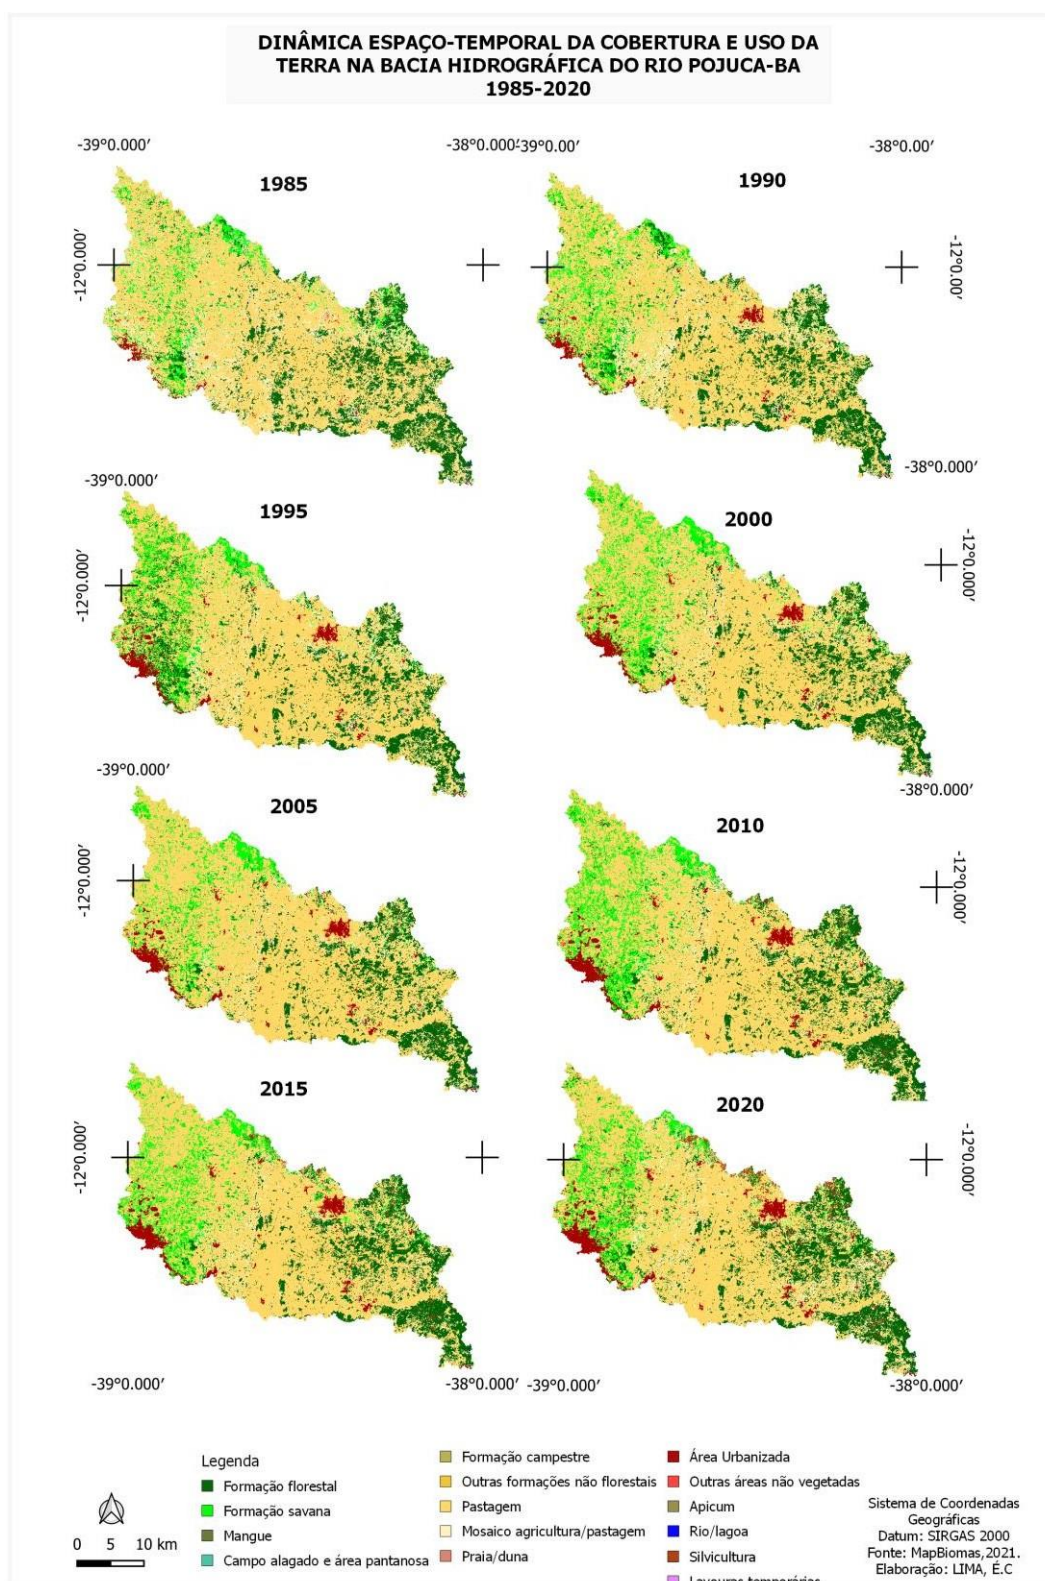 DINÂMICA ESPAÇO-TEMPORAL DA COBERTURA E USO DA
TERRA NA BACIA HIDROGRÁFICA DO RIO POJUCA-BA
1985-2020
-39°0.000′
-38°0.000′
-39°0.00′
-38°0.00′
1985
1990
-12°0.000′
-12°0.00′
-39°0.000′
-38°0.000′
1995
2000
-12°0.000′
-12°0.000′
-39°0.000′
-38°0.000′
2005
2010
-12°0.000′
-12°0.000′
2015
2020
-12°0.000′
-12°0.000′
-39°0.000′
-38°0.000′
-39°0.000′
-38°0.000′
Legenda
Formação florestal
Formação savana
Mangue
Campo alagado e área pantanosa
Formação campestre
Outras formações não florestais
Pastagem
Mosaico agricultura/pastagem
Praia/duna
Área Urbanizada
Outras áreas não vegetadas
Apicum
Rio/lagoa
Silvicultura
Lavouras temporárias
0 5 10 km
Sistema de Coordenadas
Geográficas
Datum: SIRGAS 2000
Fonte: MapBiomas,2021.
Elaboração: LIMA, É.C